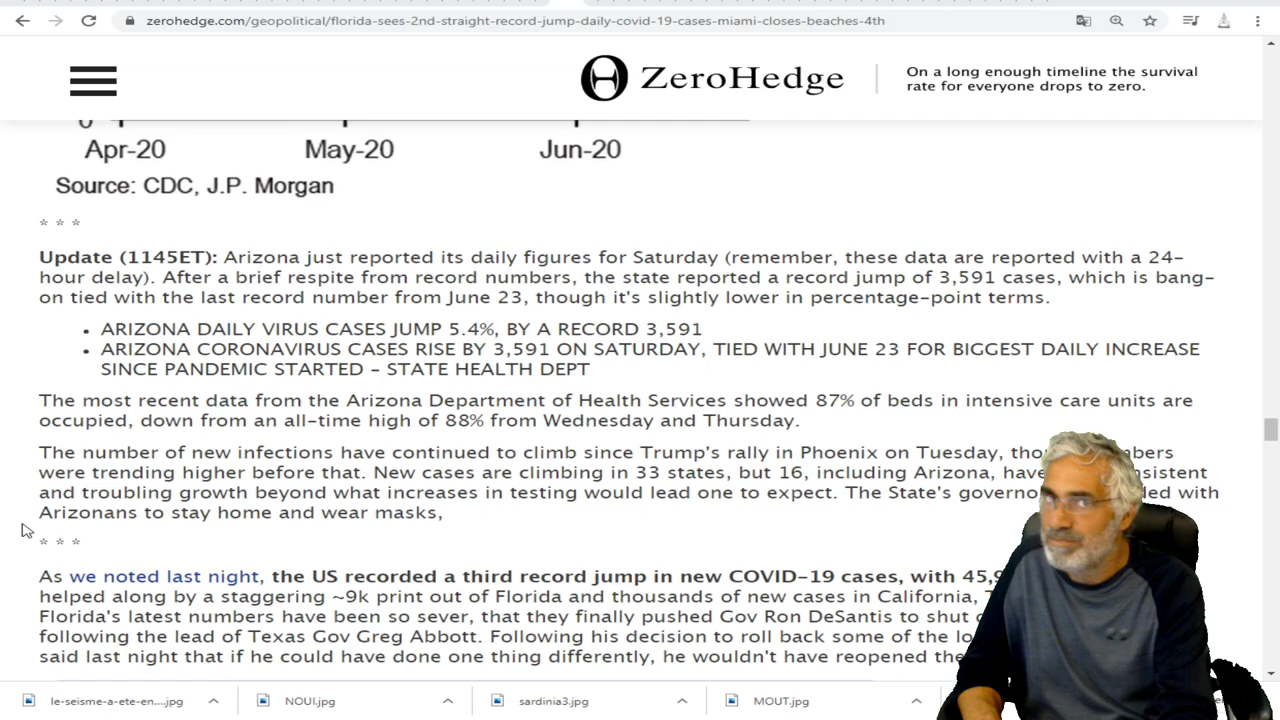 zerohedge.com/geopolitical/florida-sees-2nd-straight-record-jump-daily-covid-19-cases-miami-closes-beaches-4th
ZeroHedge
On a long enough timeline the survival
rate for everyone drops to zero.
0
Apr-20 May-20 Jun-20
Source: CDC, J.P. Morgan
* * *
Update (1145ET): Arizona just reported its daily figures for Saturday (remember, these data are reported with a 24-
hour delay). After a brief respite from record numbers, the state reported a record jump of 3,591 cases, which is bang-
on tied with the last record number from June 23, though it's slightly lower in percentage-point terms.
• ARIZONA DAILY VIRUS CASES JUMP 5.4%, BY A RECORD 3,591
• ARIZONA CORONAVIRUS CASES RISE BY 3,591 ON SATURDAY, TIED WITH JUNE 23 FOR BIGGEST DAILY INCREASE
SINCE PANDEMIC STARTED - STATE HEALTH DEPT
The most recent data from the Arizona Department of Health Services showed 87% of beds in intensive care units are
occupied, down from an all-time high of 88% from Wednesday and Thursday.
The number of new infections have continued to climb since Trump's rally in Phoenix on Tuesday,
were trending higher before that. New cases are climbing in 33 states, but 16, including Arizona,
and troubling growth beyond what increases in testing would lead one to expect. The State's with
Arizonans to stay home and wear masks,
* * *
As we noted last night, the US recorded a third record jump in new COVID-19 cases, with
helped along by a staggering ~9k print out of Florida and thousands of new cases in California,
Florida's latest numbers have been so sever, that they finally pushed Gov Ron DeSantis to shut
following the lead of Texas Gov Greg Abbott. Following his decision to roll back some of the
said last night that if he could have done one thing differently, he wouldn't have reopened
le-seisme-a-ete-en....jpg NOUI.jpg sardinia3.jpg MOUT.jpg